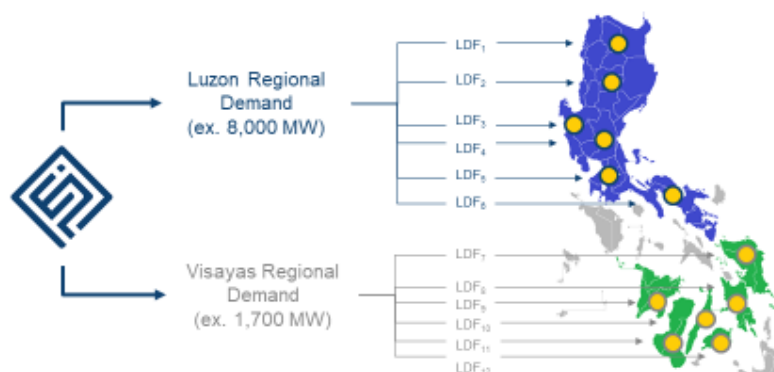 Luzon Regional
Demand
(ex. 8,000 MW)
LDF₁
LDF₂
LDF₃
LDF₄
LDF₅
LDF₆
Visayas Regional
Demand
(ex. 1,700 MW)
LDF₇
LDF₈
LDF₉
LDF₁₀
LDF₁₁